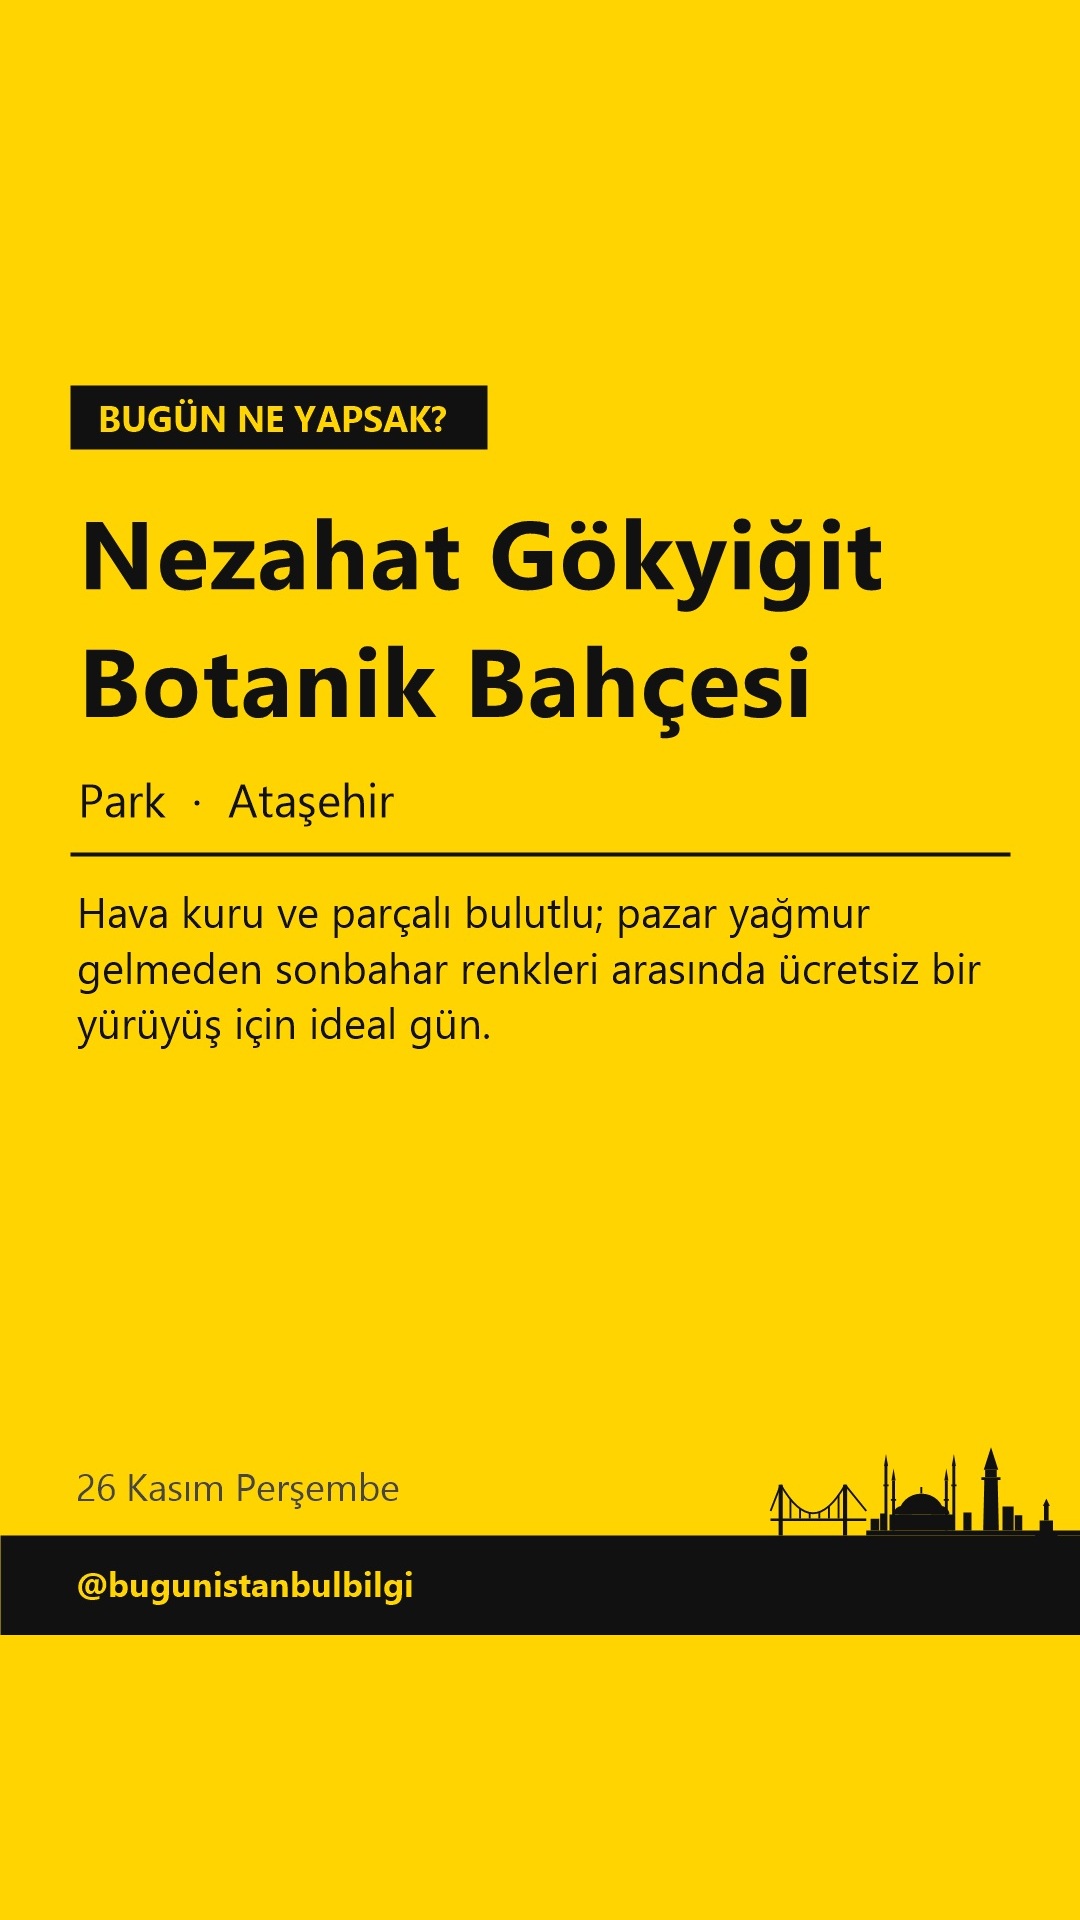 BUGÜN NE YAPSAK?
Nezahat Gökyiğit
Botanik Bahçesi
Park · Ataşehir
Hava kuru ve parçalı bulutlu; pazar yağmur
gelmeden sonbahar renkleri arasında ücretsiz bir
yürüyüş için ideal gün.
26 Kasım Perşembe
@bugunistanbulbilgi